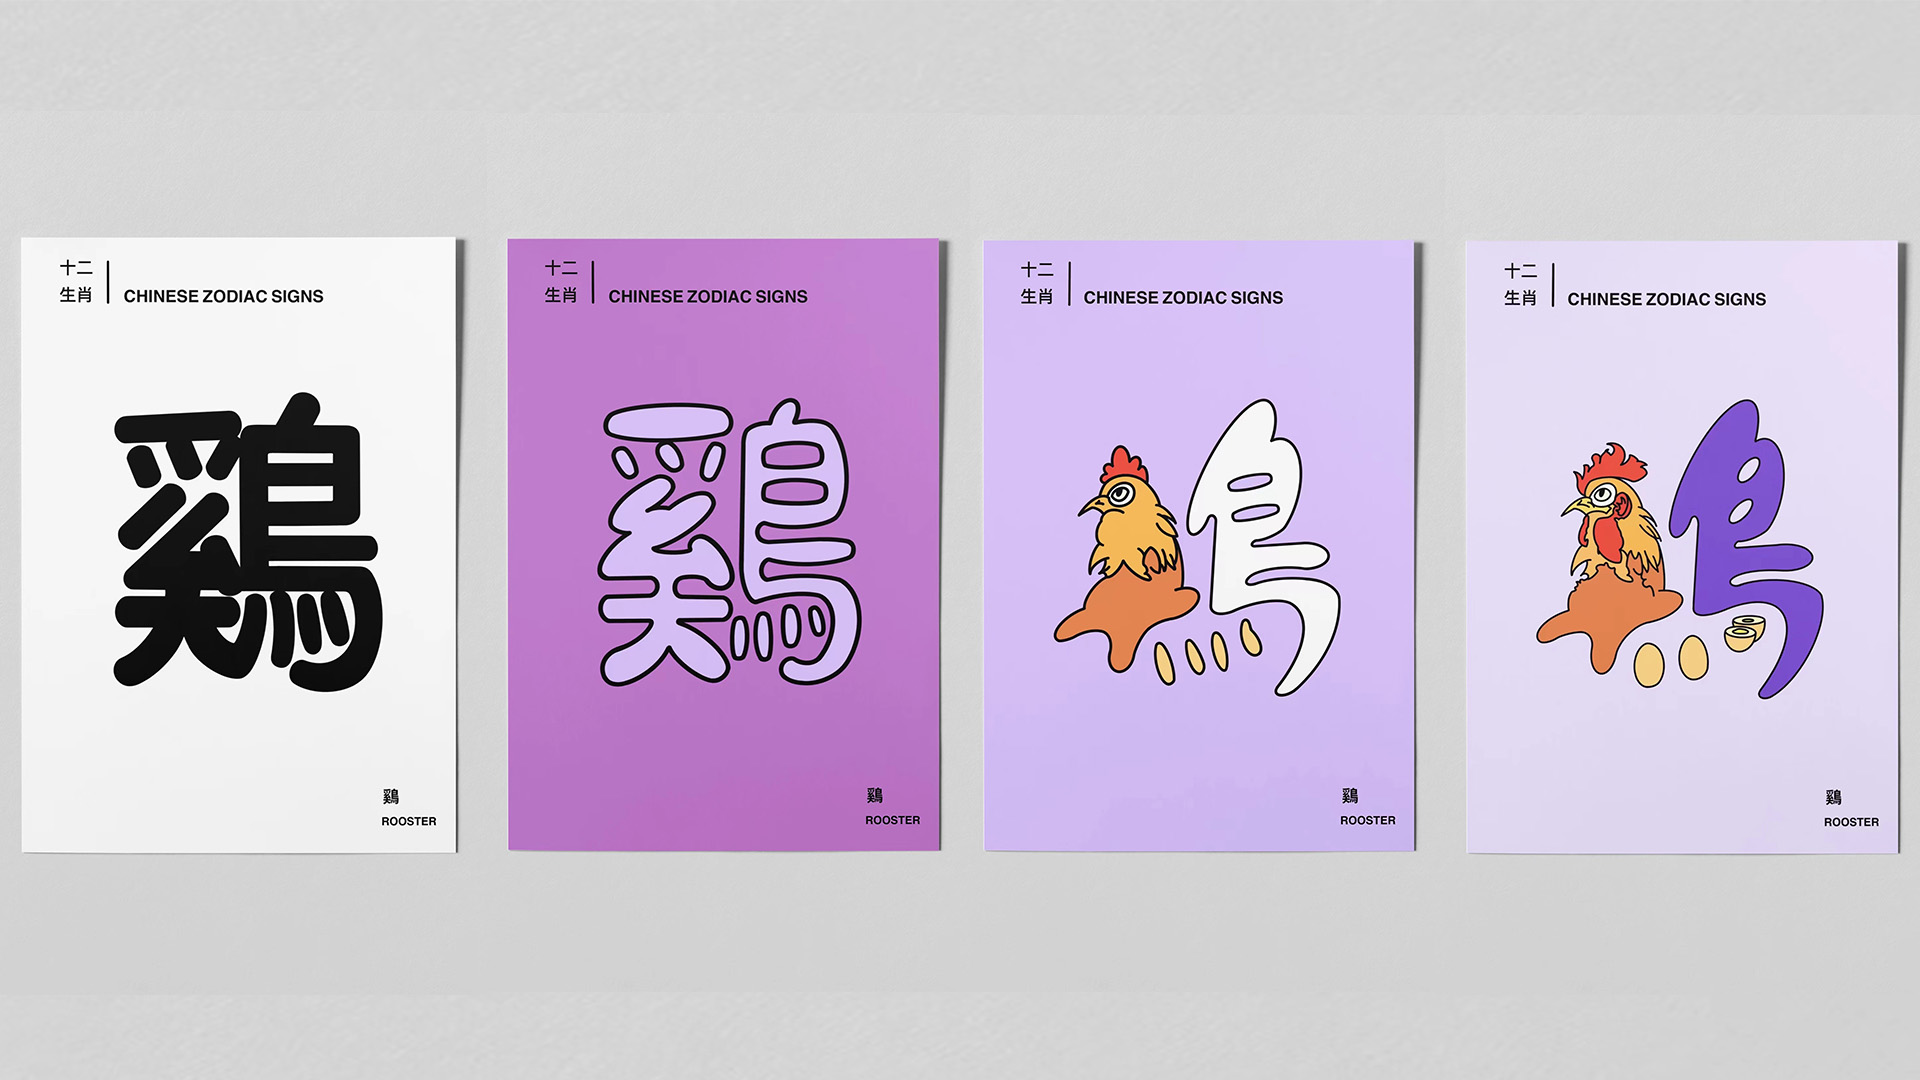 十二
生肖
CHINESE ZODIAC SIGNS
鷄
鷄
ROOSTER
十二
生肖
CHINESE ZODIAC SIGNS
鷄
鷄
ROOSTER
十二
生肖
CHINESE ZODIAC SIGNS
鷄
ROOSTER
十二
生肖
CHINESE ZODIAC SIGNS
鷄
ROOSTER